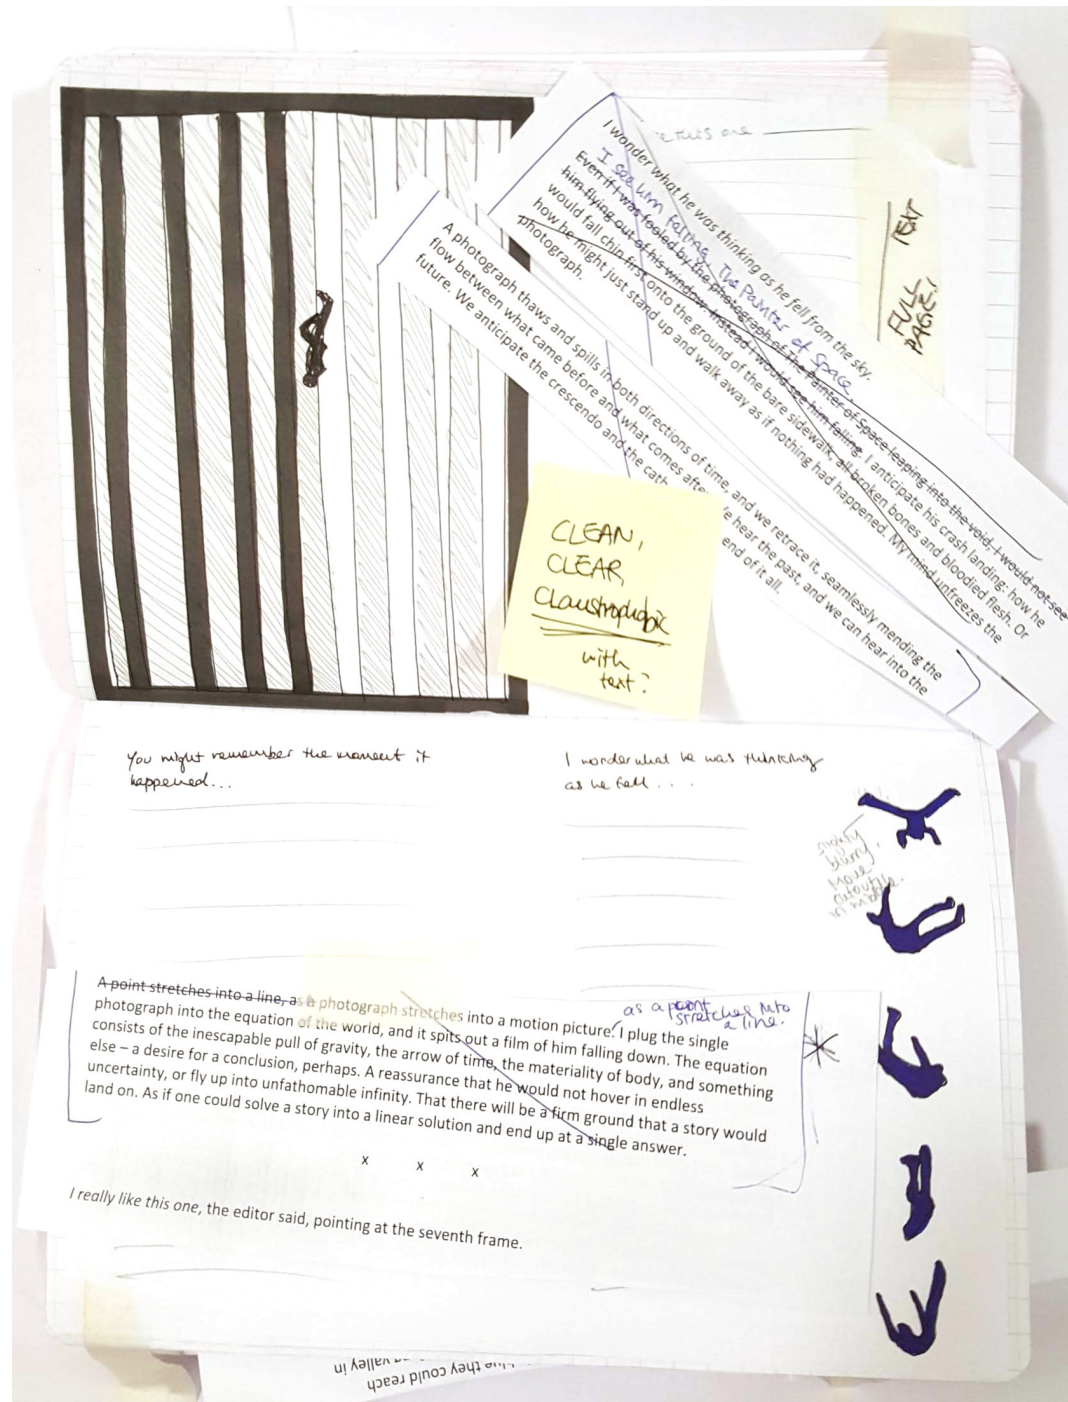 e this one
TEXT
FULL
PAGE!
I wonder what he was thinking as he fell from the sky.
I see him falling. The Painter of Space
Even if I was fooled by the photograph of The Painter of Space leaping into the void, I would not see
him flying out of his window. Instead I would see him falling. I anticipate his crash landing: how he
would fall chin first onto the ground of the bare sidewalk, all broken bones and bloodied flesh. Or
how he might just stand up and walk away as if nothing had happened. My mind unfreezes the
photograph.
A photograph thaws and spills in both directions of time, and we retrace it, seamlessly mending the
flow between what came before and what comes after. We hear the past, and we can hear into the
future. We anticipate the crescendo and the cath end of it all.
CLEAN,
CLEAR,
CLAUSTROPHOBIC
with
text?
You might remember the moment it
happened...
I wonder what he was thinking
as he fell....
blurry.
Move
in middle.
A point stretches into a line, as a photograph stretches into a motion picture. I plug the single
as a point
stretches into
a line.
photograph into the equation of the world, and it spits out a film of him falling down. The equation
consists of the inescapable pull of gravity, the arrow of time, the materiality of body, and something
else – a desire for a conclusion, perhaps. A reassurance that he would not hover in endless
uncertainty, or fly up into unfathomable infinity. That there will be a firm ground that a story would
land on. As if one could solve a story into a linear solution and end up at a single answer.
x x x
I really like this one, the editor said, pointing at the seventh frame.
they could reach
valley in